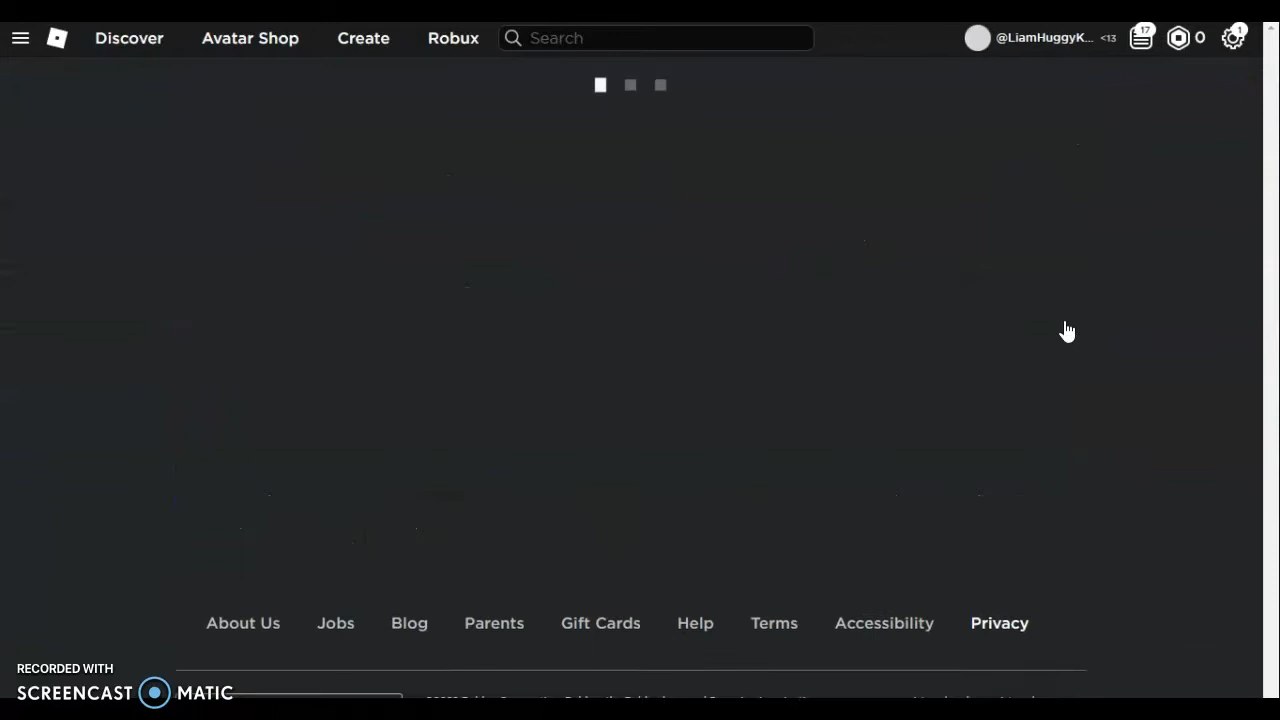 Discover Avatar Shop Create Robux Search @LiamHuggyK... <13 17 0 1
About Us Jobs Blog Parents Gift Cards Help Terms Accessibility Privacy
RECORDED WITH
SCREENCAST MATIC